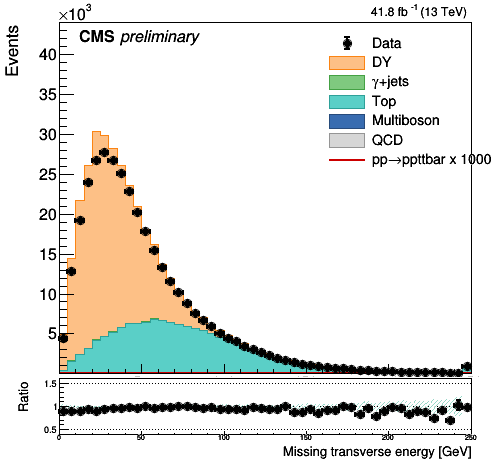 ×10³
41.8 fb⁻¹ (13 TeV)
CMS preliminary
Events
40
35
30
25
20
15
10
5
Data
DY
γ+jets
Top
Multiboson
QCD
pp→ppttbar x 1000
Ratio
1.5
1
0.5
0 50 100 150 200 250
Missing transverse energy [GeV]